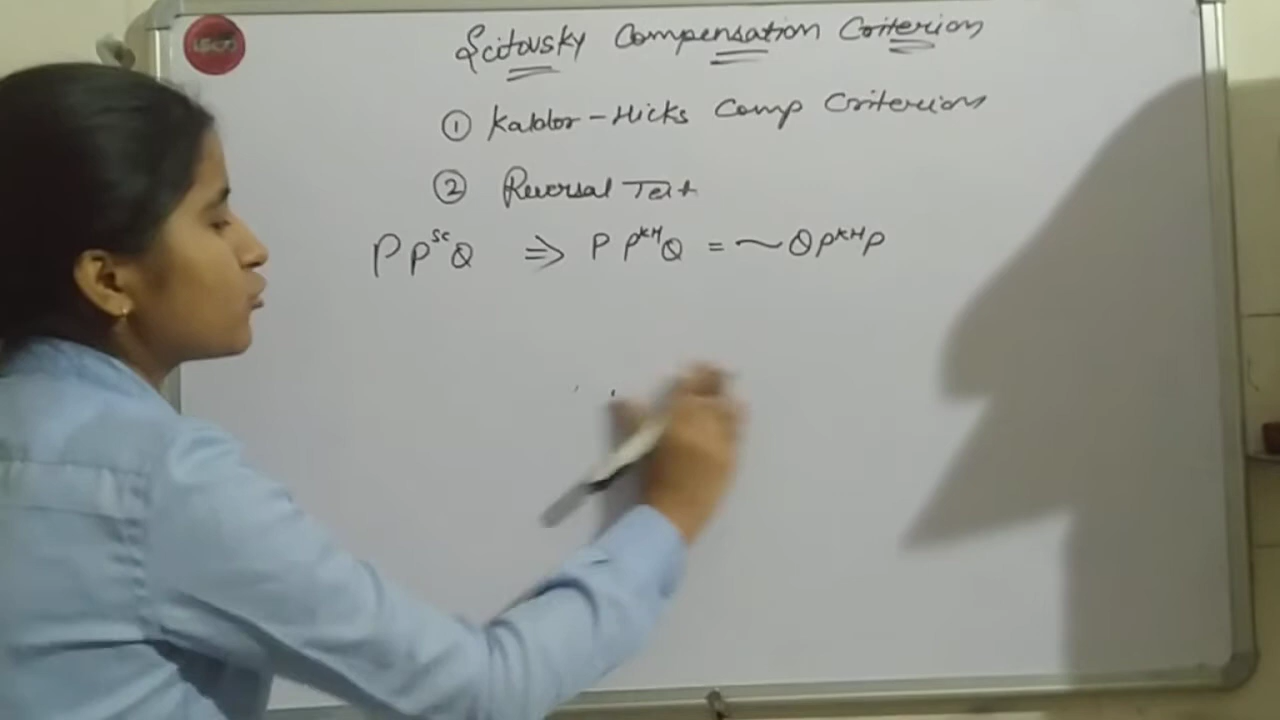 Scitovsky Compensation Criterion
① Kaldor-Hicks Comp Criterion
② Reversal Test
P P^SC Q ⇒ P P^KH Q = ~ Q P^KH P